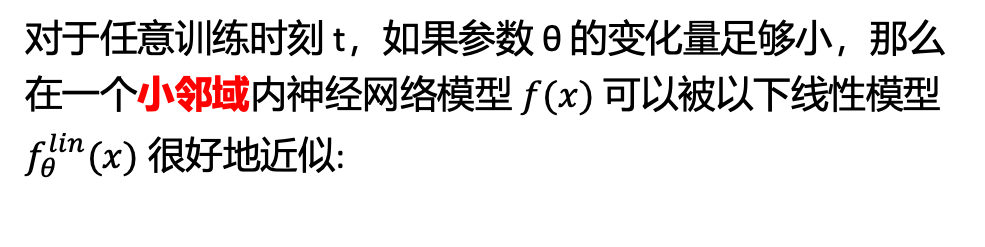 对于任意训练时刻 t，如果参数 θ 的变化量足够小，那么
在一个小邻域内神经网络模型 f(x) 可以被以下线性模型
f_θ^{lin}(x) 很好地近似: